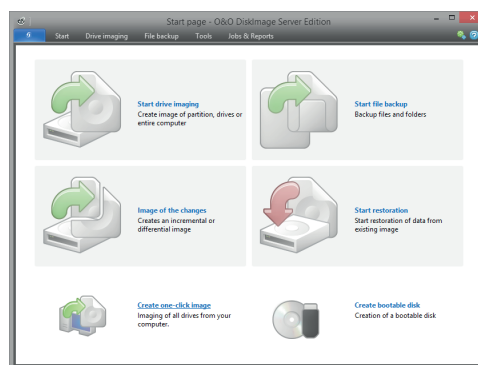 Start page - O&O DiskImage Server Edition
Start Drive imaging File backup Tools Jobs & Reports
Start drive imaging
Create image of partition, drives or
entire computer
Start file backup
Backup files and folders
Image of the changes
Creates an incremental or
differential image
Start restoration
Start restoration of data from
existing image
Create one-click image
Imaging of all drives from your
computer.
Create bootable disk
Creation of a bootable disk